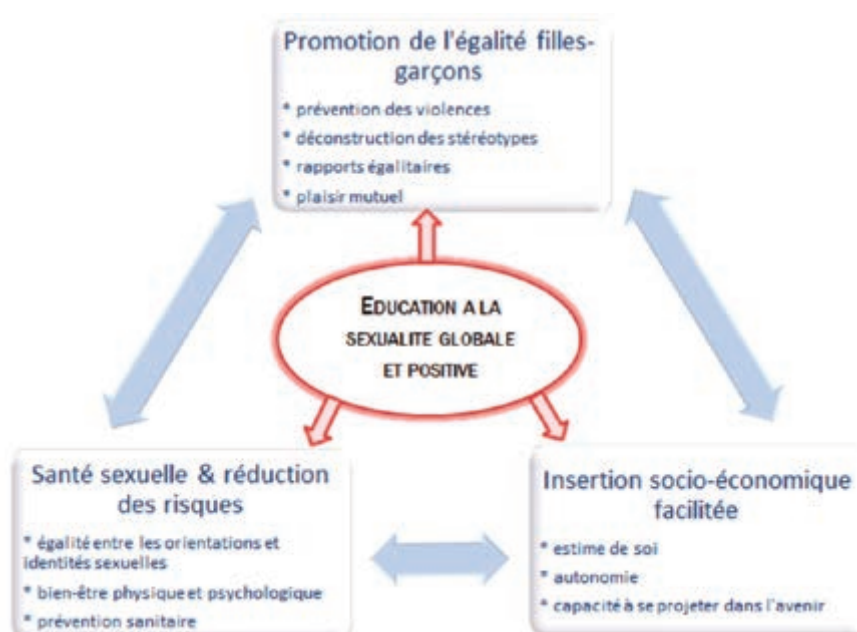 Promotion de l'égalité filles-
garçons
* prévention des violences
* déconstruction des stéréotypes
* rapports égalitaires
* plaisir mutuel
EDUCATION A LA
SEXUALITE GLOBALE
ET POSITIVE
Santé sexuelle & réduction
des risques
* égalité entre les orientations et
identités sexuelles
* bien-être physique et psychologique
* prévention sanitaire
Insertion socio-économique
facilitée
* estime de soi
* autonomie
* capacité à se projeter dans l'avenir